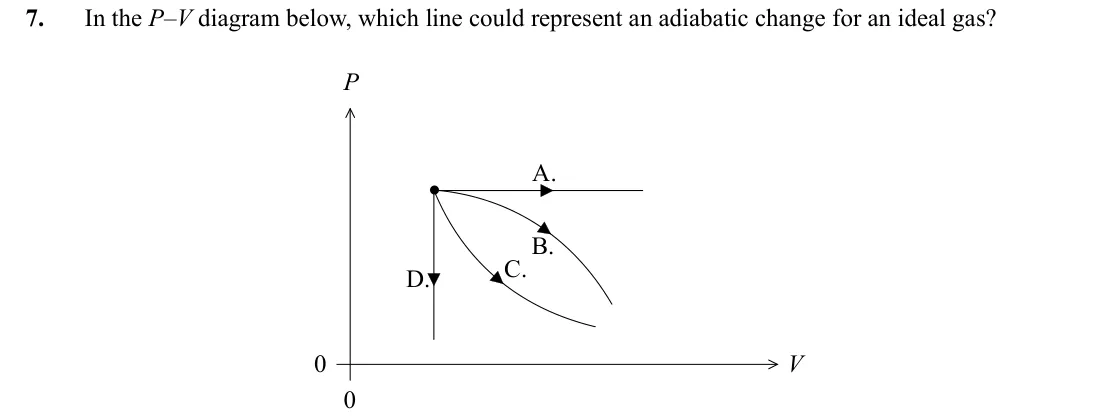 7. In the P–V diagram below, which line could represent an adiabatic change for an ideal gas?
P
A.
B.
C.
D.
0
V
0